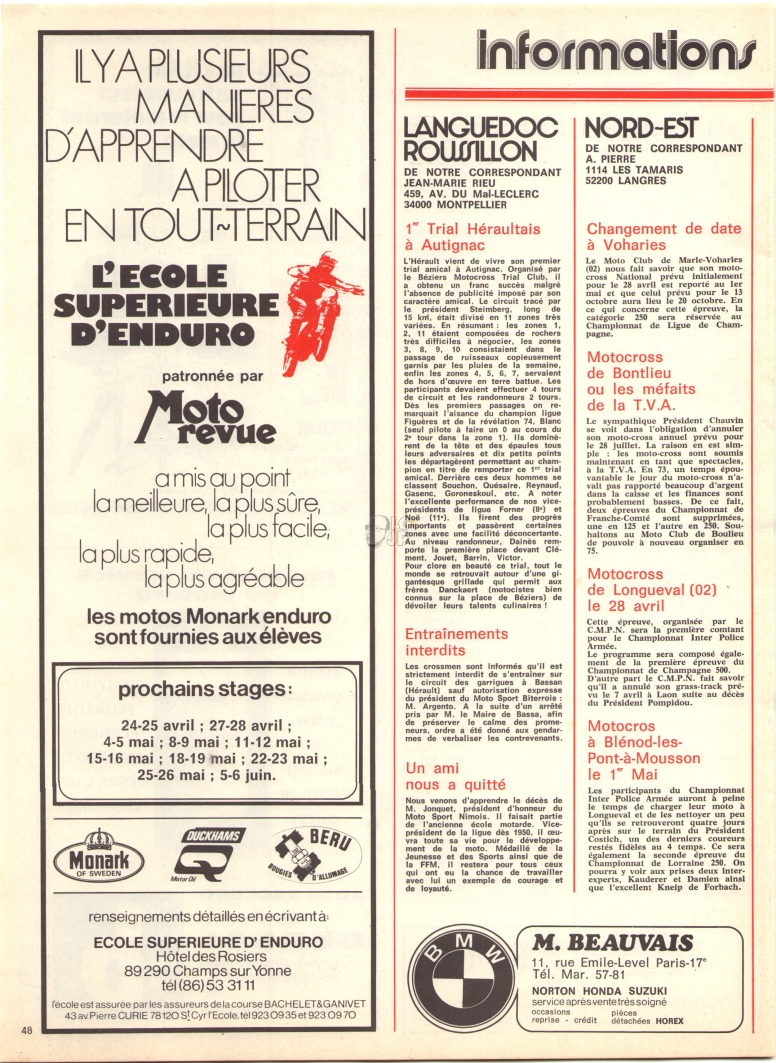 IL Y A PLUSIEURS
MANIERES
D'APPRENDRE
A PILOTER
EN TOUT~TERRAIN
L'ECOLE
SUPERIEURE
D'ENDURO
patronnée par
Moto
revue
a mis au point
la meilleure, la plus sûre,
la plus facile,
la plus rapide,
la plus agréable
les motos Monark enduro
sont fournies aux élèves
prochains stages :
24-25 avril ; 27-28 avril ;
4-5 mai ; 8-9 mai ; 11-12 mai ;
15-16 mai ; 18-19 mai ; 22-23 mai ;
25-26 mai ; 5-6 juin.
Monark
OF SWEDEN
DUCKHAMS
Q
Motor Oil
BERU
BOUGIES D'ALLUMAGE
renseignements détaillés en écrivant à:
ECOLE SUPERIEURE D'ENDURO
Hôtel des Rosiers
89290 Champs sur Yonne
tél (86) 53 31 11
l'école est assurée par les assureurs de la course BACHELET & GANIVET
43 av. Pierre CURIE 78120 St Cyr l'Ecole. tél 923 09 35 et 923 09 70
48
informations
LANGUEDOC
ROUSSILLON
DE NOTRE CORRESPONDANT
JEAN-MARIE RIEU
459, AV. DU Mal-LECLERC
34000 MONTPELLIER
1er Trial Héraultais
à Autignac
L'Hérault vient de vivre son premier
trial amical à Autignac. Organisé par
le Béziers Motocross Trial Club, il
a obtenu un franc succès malgré
l'absence de publicité imposé par son
caractère amical. Le circuit tracé par
le président Steimberg, long de
15 km, était divisé en 11 zones très
variées. En résumant : les zones 1,
2, 11 étaient composées de rochers
très difficiles à négocier, les zones
3, 8, 9, 10 consistaient dans le
passage de ruisseaux copieusement
garnis par les pluies de la semaine,
enfin les zones 4, 5, 6, 7, servaient
de hors d'œuvre en terre battue. Les
participants devaient effectuer 4 tours
de circuit et les randonneurs 2 tours.
Dès les premiers passages on re-
marquait l'aisance du champion ligue
Figuères et de la révélation 74, Blanc
(seul pilote à faire un 0 au cours du
2e tour dans la zone 1). Ils dominè-
rent de la tête et des épaules tous
leurs adversaires et dix petits points
les départagèrent permettant au cham-
pion en titre de remporter ce 1er trial
amical. Derrière ces deux hommes se
classent Souchon, Quésaire, Reynaud,
Gasenc, Goroneskoul, etc. A noter
l'excellente performance de nos vice-
présidents de ligue Forner (8e) et
Noé (11e). Ils firent des progrès
importants et passèrent certaines
zones avec une facilité déconcertante.
Au niveau randonneur, Dainès rem-
porte la première place devant Clé-
ment, Jouet, Barrin, Victor.
Pour clore en beauté ce trial, tout le
monde se retrouvait autour d'une gi-
gantesque grillade qui permit aux
frères Danckaert (motocistes bien
connus sur la place de Béziers) de
dévoiler leurs talents culinaires !
Entraînements
interdits
Les crossmen sont informés qu'il est
strictement interdit de s'entrainer sur
le circuit des garrigues à Bassan
(Hérault) sauf autorisation expresse
du président du Moto Sport Biterrois :
M. Argento. A la suite d'un arrêté
pris par M. le Maire de Bassa, afin
de préserver le calme des prome-
neurs, ordre a été donné aux gendar-
mes de verbaliser les contrevenants.
Un ami
nous a quitté
Nous venons d'apprendre le décès de
M. Jonquet, président d'honneur du
Moto Sport Nimois. Il faisait partie
de l'ancienne école motarde. Vice-
président de la ligue dès 1950, il œu-
vra toute sa vie pour le développe-
ment de la moto. Médaillé de la
Jeunesse et des Sports ainsi que de
la FFM, il restera pour tous ceux
qui ont eu la chance de travailler
avec lui un exemple de courage et
de loyauté.
NORD-EST
DE NOTRE CORRESPONDANT
A. PIERRE
1114 LES TAMARIS
52200 LANGRES
Changement de date
à Voharies
Le Moto Club de Marle-Voharies
(02) nous fait savoir que son moto-
cross National prévu initialement
pour le 28 avril est reporté au 1er
mai et que celui prévu pour le 13
octobre aura lieu le 20 octobre. En
ce qui concerne cette épreuve, la
catégorie 250 sera réservée au
Championnat de Ligue de Cham-
pagne.
Motocross
de Bontlieu
ou les méfaits
de la T.V.A.
Le sympathique Président Chauvin
se voit dans l'obligation d'annuler
son moto-cross annuel prévu pour
le 28 juillet. La raison en est sim-
ple : les moto-cross sont soumis
maintenant en tant que spectacles,
à la T.V.A. En 73, un temps épou-
vantable le jour du moto-cross n'a-
vait pas rapporté beaucoup d'argent
dans la caisse et les finances sont
probablement basses. De ce fait,
deux épreuves du Championnat de
Franche-Comté sont supprimées,
une en 125 et l'autre en 250. Sou-
haitons au Moto Club de Boulieu
de pouvoir à nouveau organiser en
75.
Motocross
de Longueval (02)
le 28 avril
Cette épreuve, organisée par le
C.M.P.N. sera la première comtant
pour le Championnat Inter Police
Armée.
Le programme sera composé égale-
ment de la première épreuve du
Championnat de Champagne 500.
D'autre part le C.M.P.N. fait savoir
qu'il a annulé son grass-track pré-
vu le 7 avril à Laon suite au décès
du Président Pompidou.
Motocros
à Blénod-les-
Pont-à-Mousson
le 1er Mai
Les participants du Championnat
Inter Police Armée auront à peine
le temps de charger leur moto à
Longueval et de les nettoyer un peu
qu'ils se retrouveront quatre jours
après sur le terrain du Président
Costich, un des derniers coureurs
restés fidèles au 4 temps. Ce sera
également la seconde épreuve du
Championnat de Lorraine 250. On
pourra y voir aux prises deux inter-
experts, Kauderer et Damien ainsi
que l'excellent Kneip de Forbach.
BMW
M. BEAUVAIS
11, rue Emile-Level Paris-17e
Tél. Mar. 57-81
NORTON HONDA SUZUKI
service après vente très soigné
occasions pièces
reprise - crédit détachées HOREX